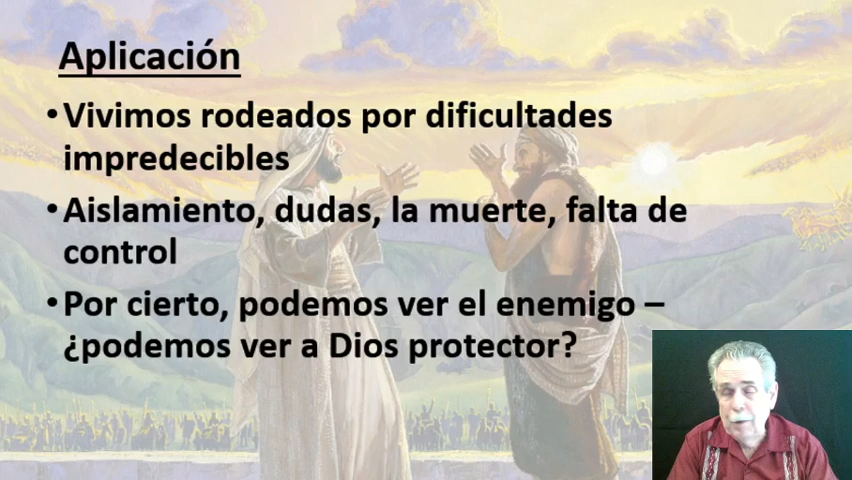 Aplicación
•Vivimos rodeados por dificultades
impredecibles
•Aislamiento, dudas, la muerte, falta de
control
•Por cierto, podemos ver el enemigo –
¿podemos ver a Dios protector?